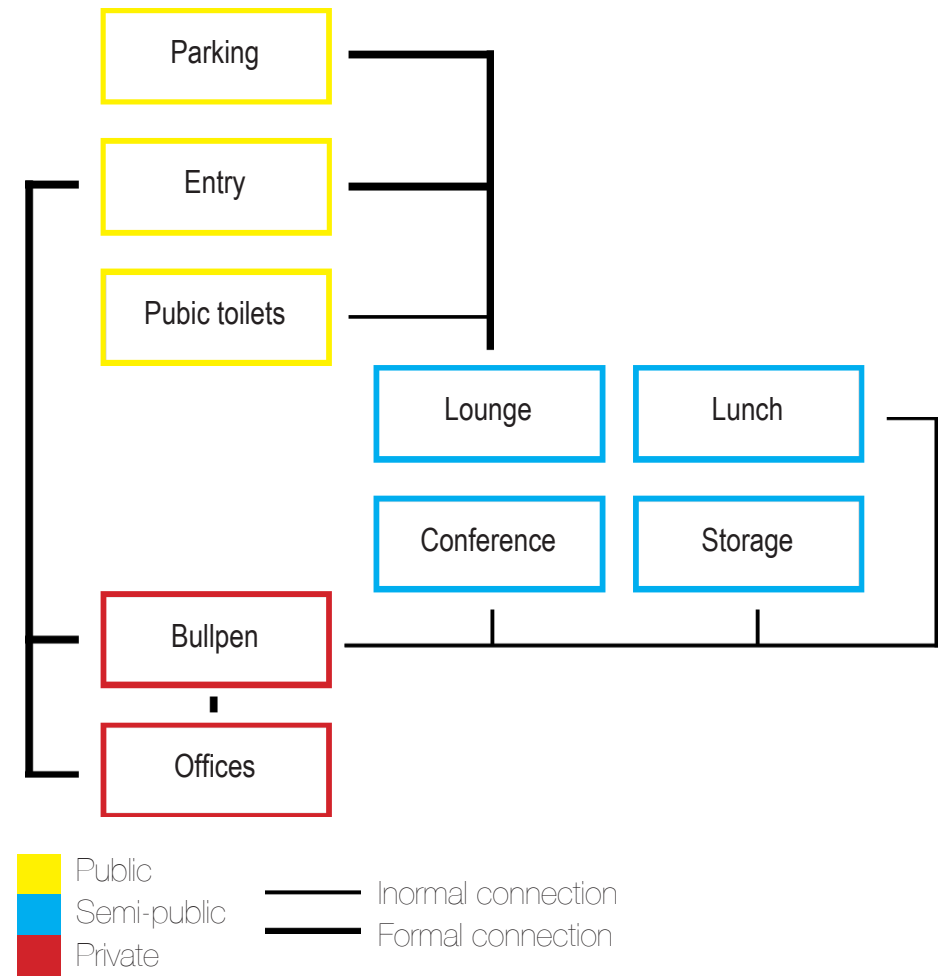 Parking
Entry
Pubic toilets
Lounge
Lunch
Conference
Storage
Bullpen
Offices
Public
Semi-public
Private
Inormal connection
Formal connection